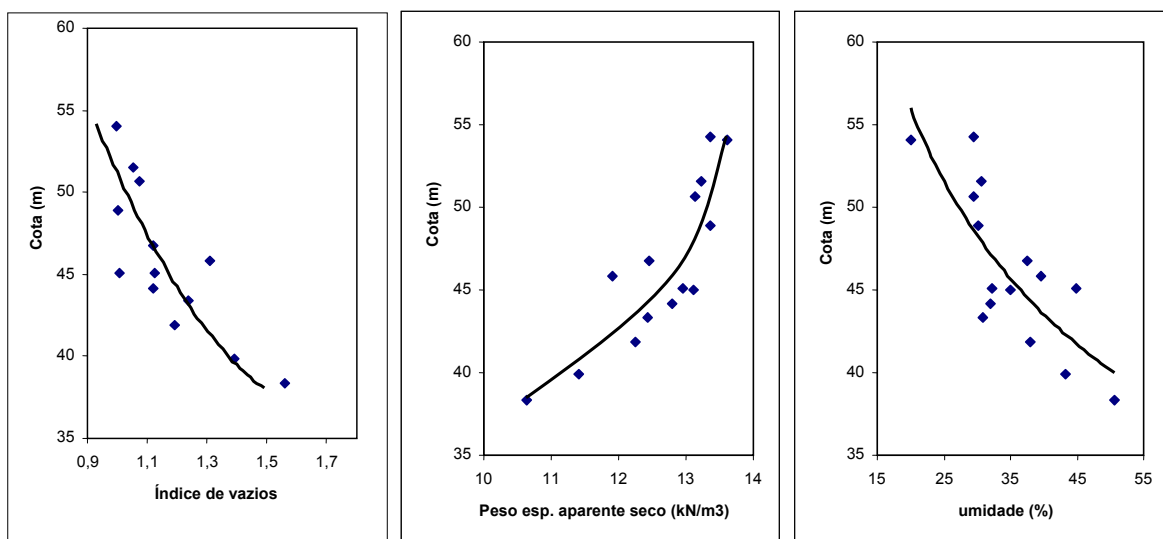 60
55
50
45
40
35
Cota (m)
0,9 1,1 1,3 1,5 1,7
Índice de vazios
60
55
50
45
40
35
Cota (m)
10 11 12 13 14
Peso esp. aparente seco (kN/m3)
60
55
50
45
40
35
Cota (m)
15 25 35 45 55
umidade (%)